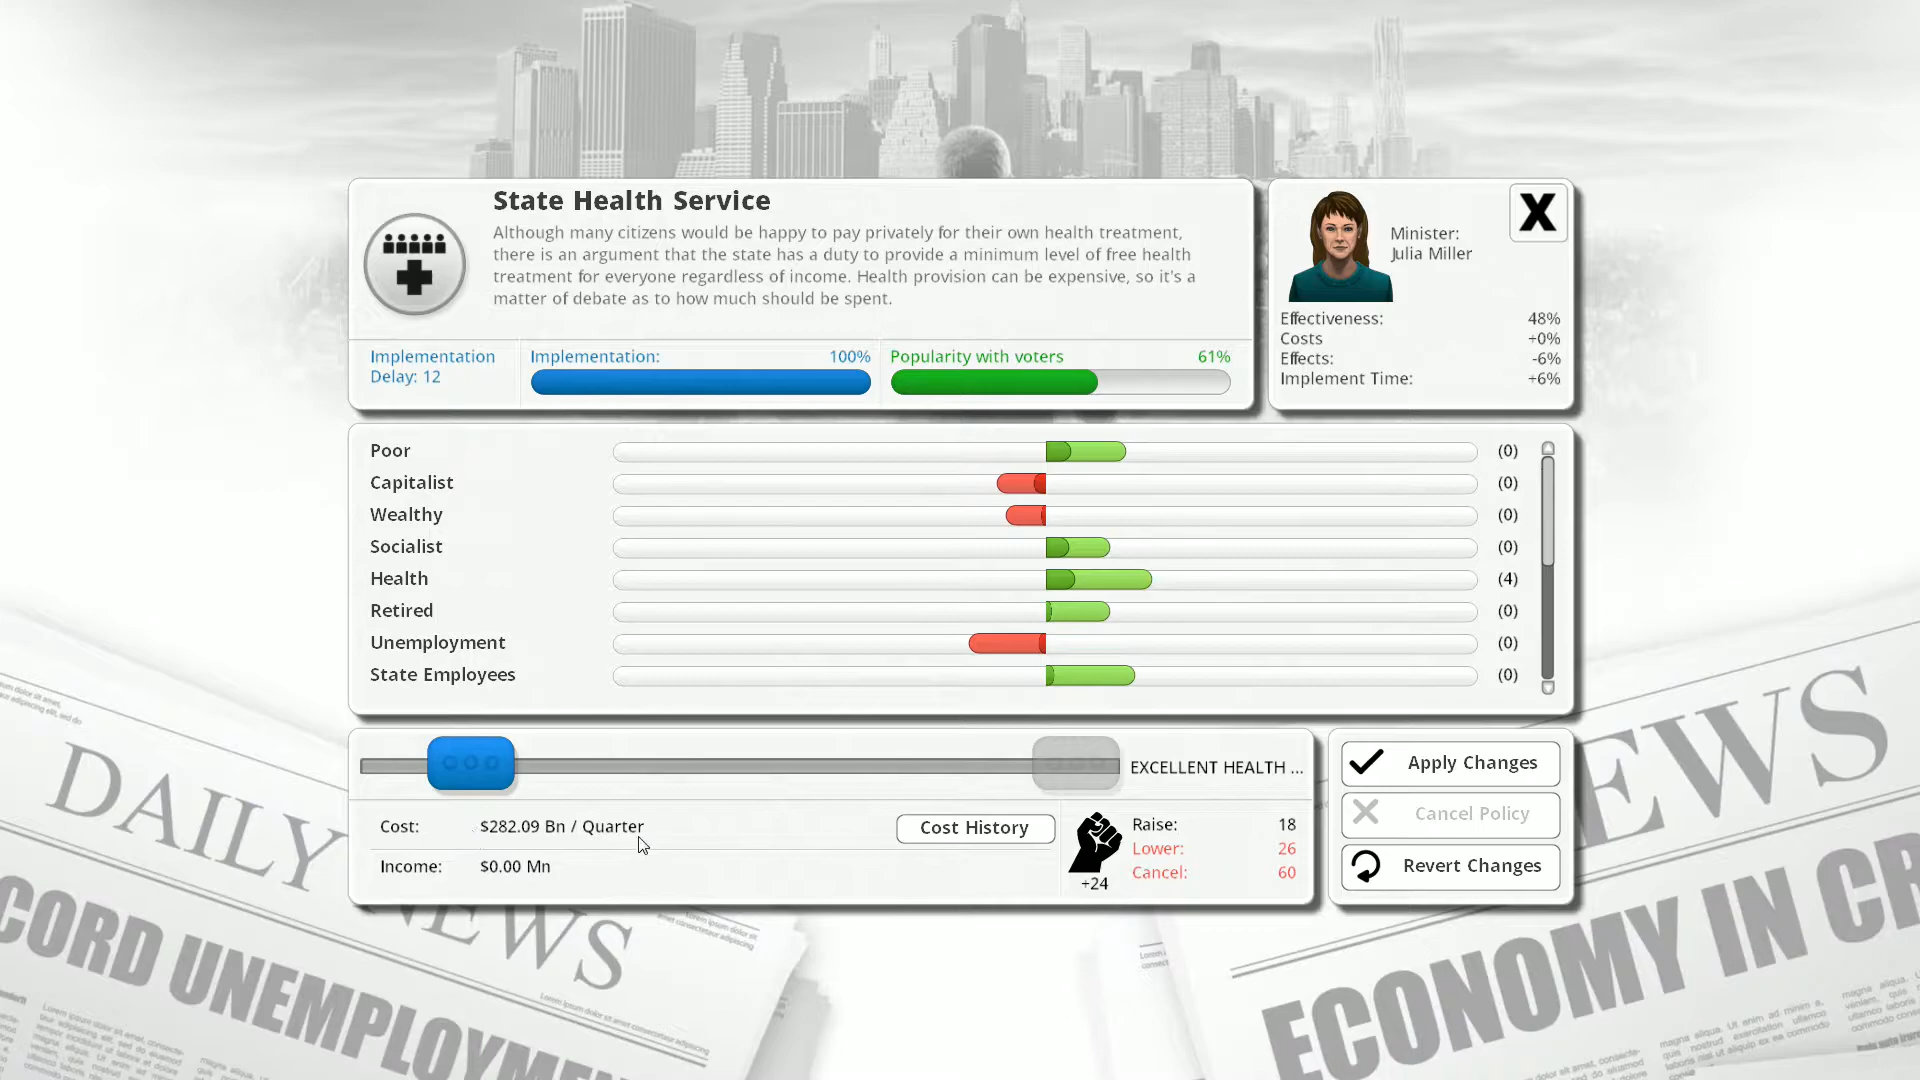 State Health Service
Although many citizens would be happy to pay privately for their own health treatment,
there is an argument that the state has a duty to provide a minimum level of free health
treatment for everyone regardless of income. Health provision can be expensive, so it's a
matter of debate as to how much should be spent.
Implementation
Delay: 12
Implementation: 100%
Popularity with voters 61%
Minister:
Julia Miller
X
Effectiveness: 48%
Costs +0%
Effects: -6%
Implement Time: +6%
Poor (0)
Capitalist (0)
Wealthy (0)
Socialist (0)
Health (4)
Retired (0)
Unemployment (0)
State Employees (0)
EXCELLENT HEALTH ...
Cost: $282.09 Bn / Quarter
Cost History
Income: $0.00 Mn
+24
Raise: 18
Lower: 26
Cancel: 60
Apply Changes
Cancel Policy
Revert Changes
DAILY NEWS
CORD UNEMPLOYME
EWS
ECONOMY IN CR